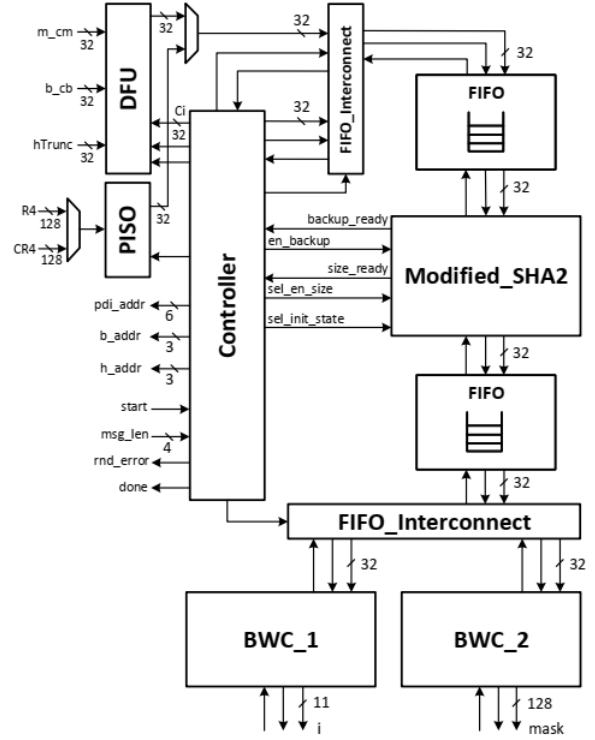 m_cm
32
b_cb
32
hTrunc
32
DFU
32
32
FIFO_Interconnect
32
FIFO
32
Ci
32
32
R4
128
CR4
128
PISO
32
Controller
backup_ready
en_backup
size_ready
sel_en_size
sel_init_state
Modified_SHA2
32
pdi_addr
6
b_addr
3
h_addr
3
start
msg_len
4
rnd_error
done
FIFO
32
FIFO_Interconnect
32
32
BWC_1
BWC_2
11
i
128
mask